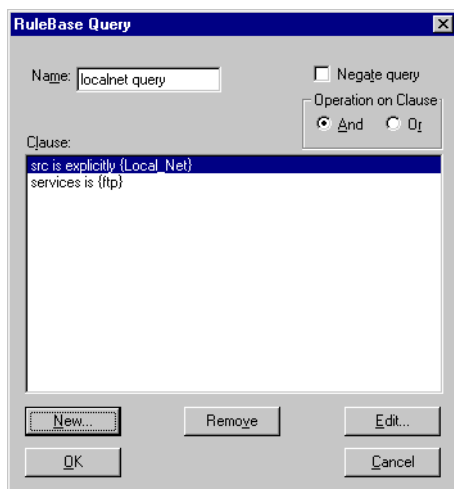 RuleBase Query
Name: localnet query
Negate query
Operation on Clause
And Or
Clause:
src is explicitly {Local_Net}
services is {ftp}
New... Remove Edit...
OK Cancel